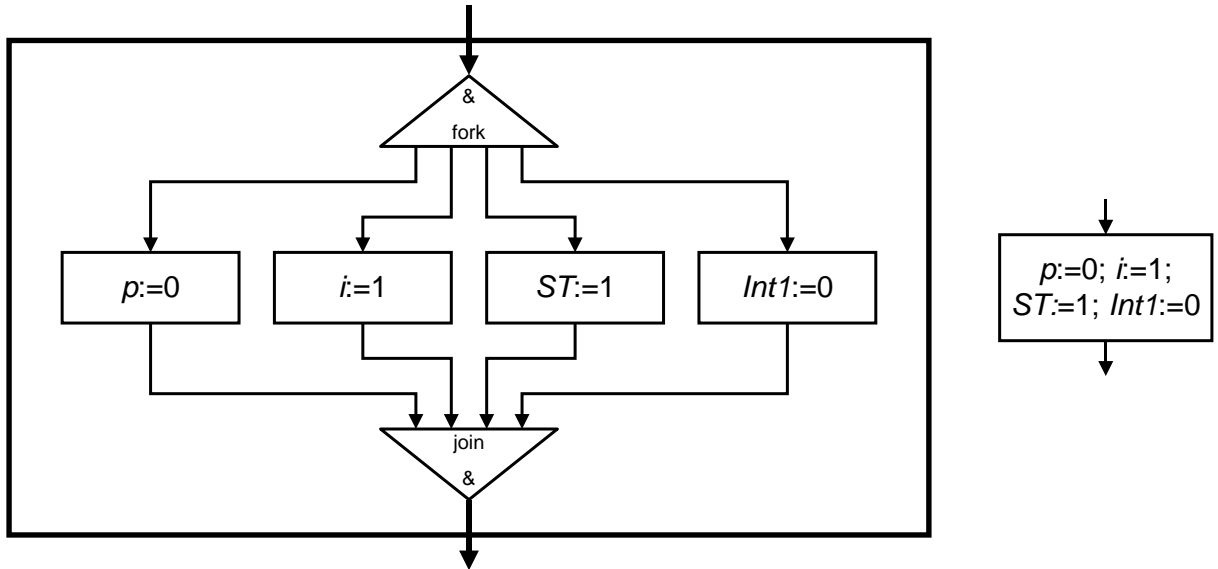 &
fork
p:=0
i:=1
ST:=1
Int1:=0
join
&
p:=0; i:=1;
ST:=1; Int1:=0